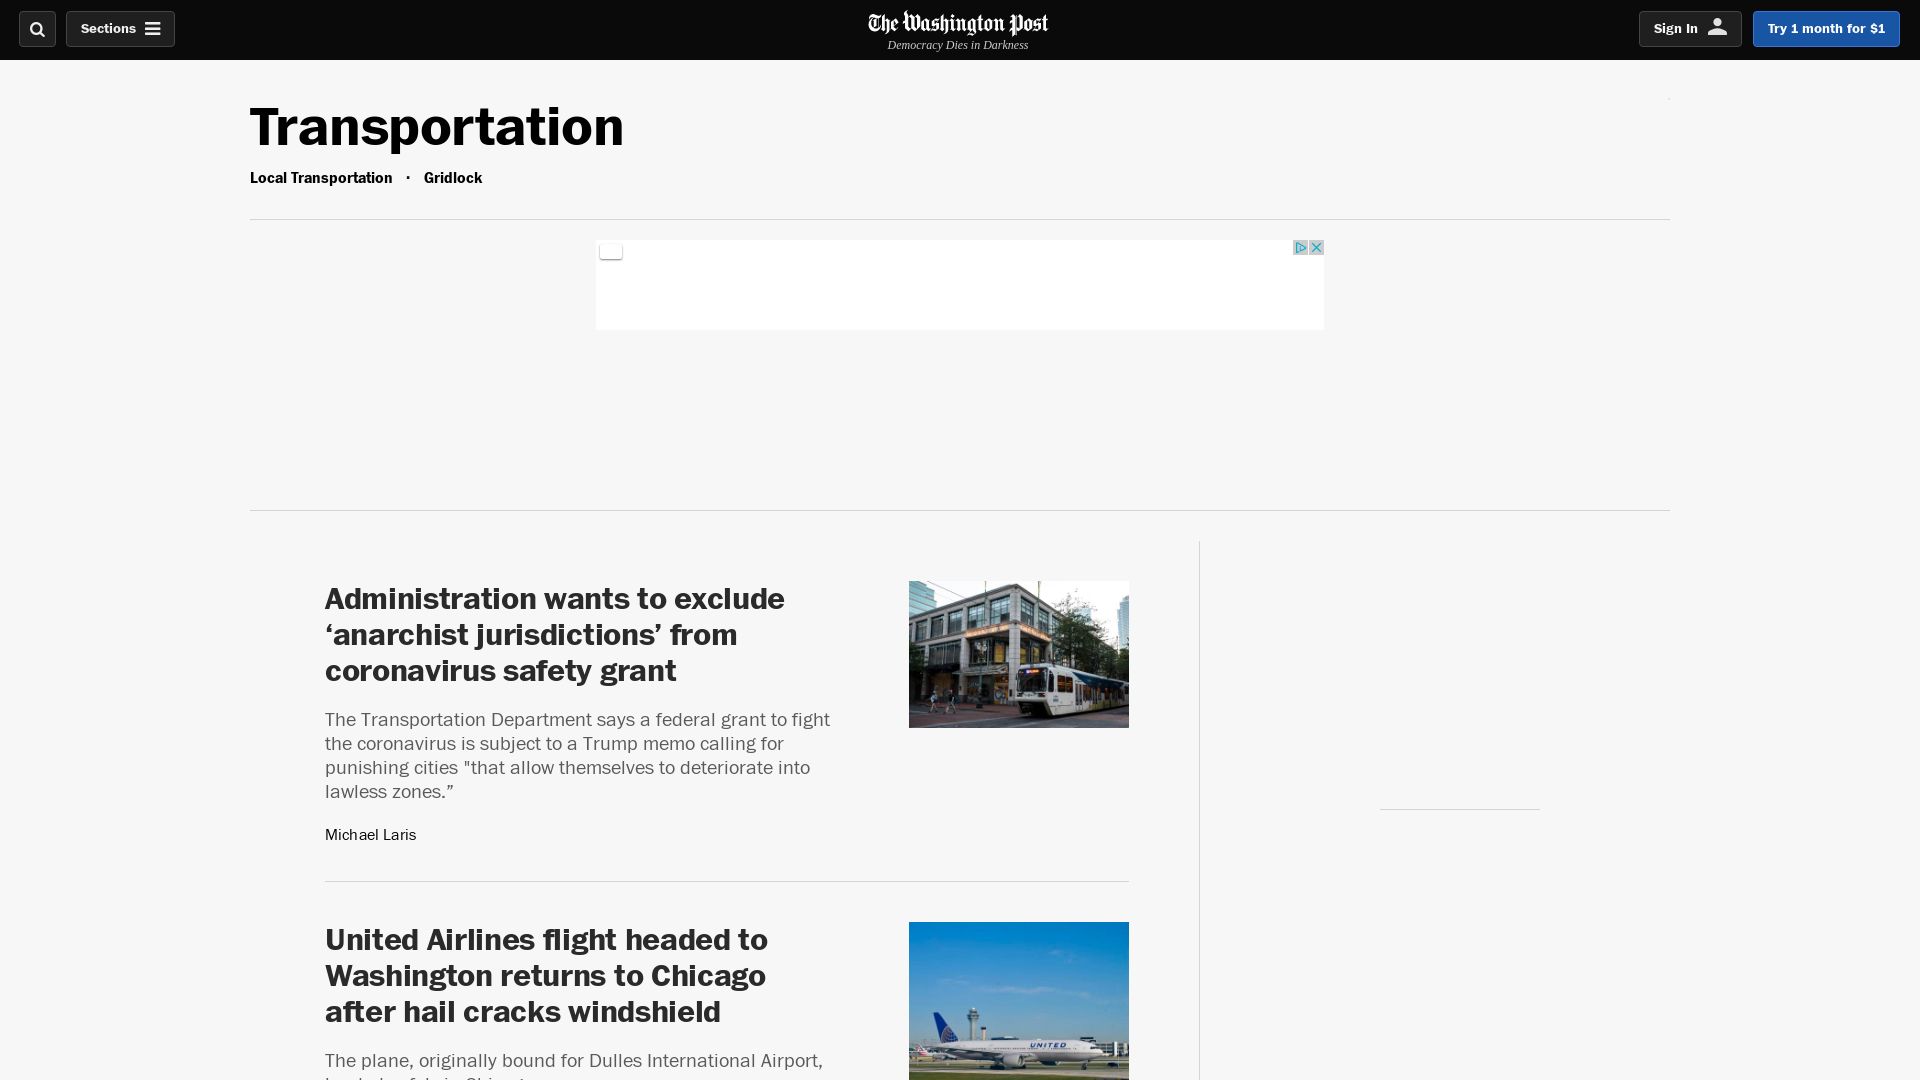 Sections
The Washington Post
Democracy Dies in Darkness
Sign In
Try 1 month for $1
Transportation
Local Transportation · Gridlock
Administration wants to exclude
‘anarchist jurisdictions’ from
coronavirus safety grant
The Transportation Department says a federal grant to fight
the coronavirus is subject to a Trump memo calling for
punishing cities "that allow themselves to deteriorate into
lawless zones.”
Michael Laris
United Airlines flight headed to
Washington returns to Chicago
after hail cracks windshield
The plane, originally bound for Dulles International Airport,
UNITED